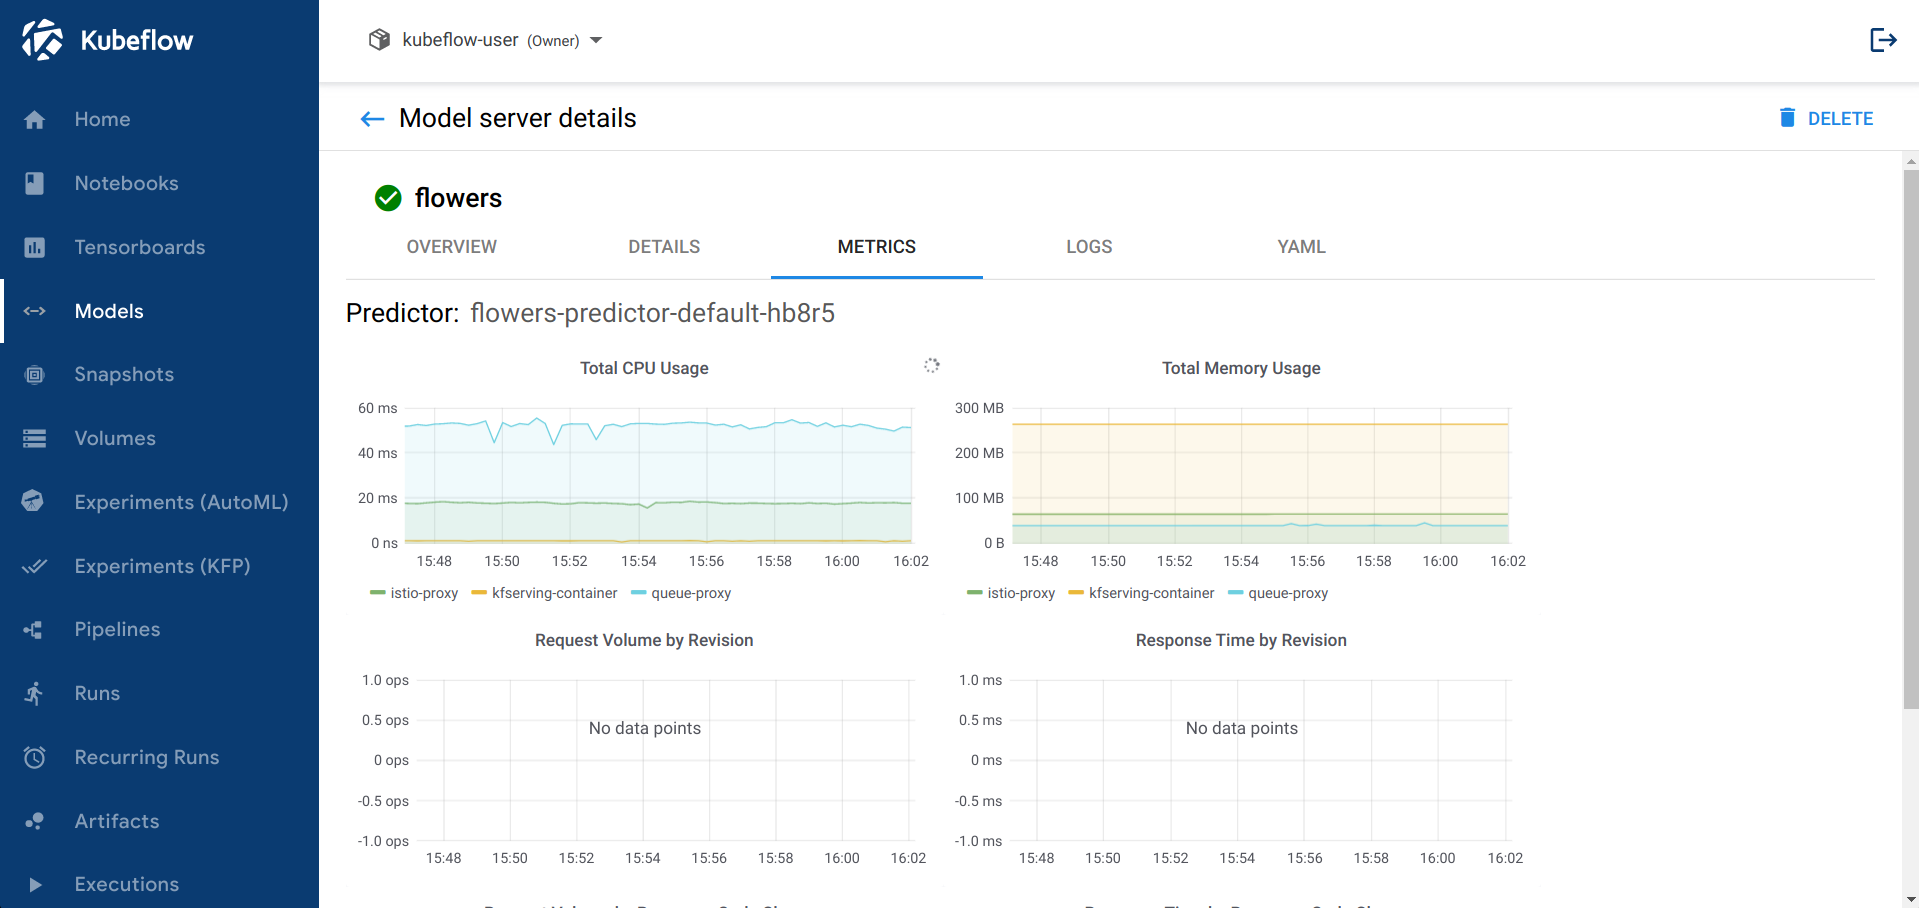 Kubeflow
kubeflow-user (Owner)
Home
Notebooks
Tensorboards
Models
Snapshots
Volumes
Experiments (AutoML)
Experiments (KFP)
Pipelines
Runs
Recurring Runs
Artifacts
Executions
Model server details
DELETE
flowers
OVERVIEW DETAILS METRICS LOGS YAML
Predictor: flowers-predictor-default-hb8r5
Total CPU Usage
60 ms
40 ms
20 ms
0 ns
15:48 15:50 15:52 15:54 15:56 15:58 16:00 16:02
istio-proxy kfserving-container queue-proxy
Total Memory Usage
300 MB
200 MB
100 MB
0 B
15:48 15:50 15:52 15:54 15:56 15:58 16:00 16:02
istio-proxy kfserving-container queue-proxy
Request Volume by Revision
1.0 ops
0.5 ops
0 ops
-0.5 ops
-1.0 ops
No data points
15:48 15:50 15:52 15:54 15:56 15:58 16:00 16:02
Response Time by Revision
1.0 ms
0.5 ms
0 ms
-0.5 ms
-1.0 ms
No data points
15:48 15:50 15:52 15:54 15:56 15:58 16:00 16:02